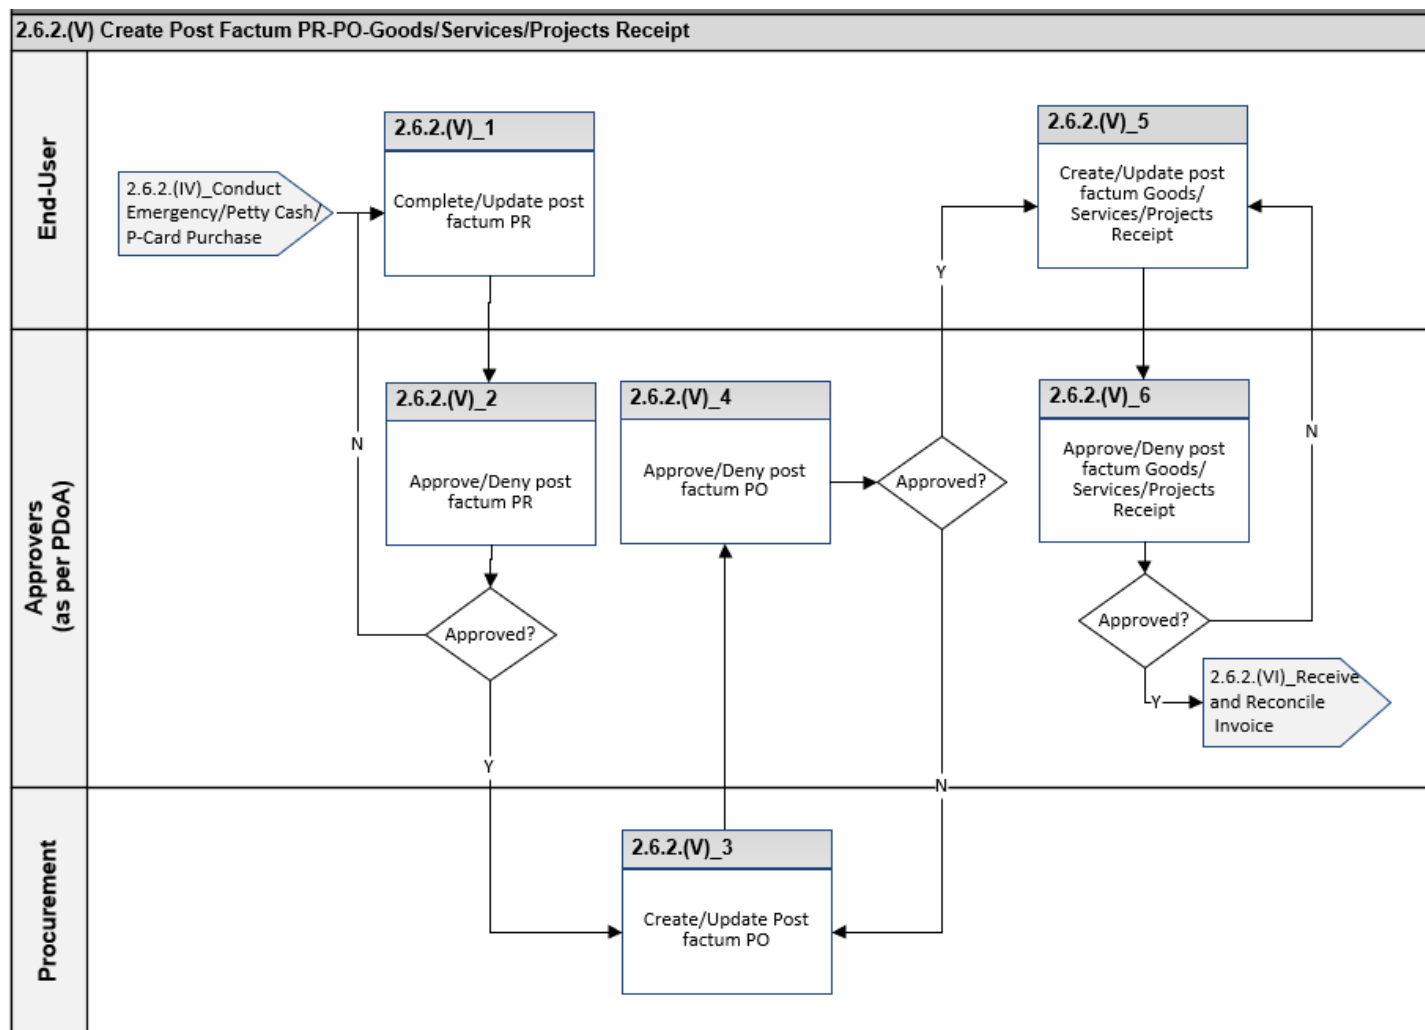 2.6.2.(V) Create Post Factum PR-PO-Goods/Services/Projects Receipt
End-User
2.6.2.(IV)_Conduct
Emergency/Petty Cash/
P-Card Purchase
2.6.2.(V)_1
Complete/Update post
factum PR
2.6.2.(V)_5
Create/Update post
factum Goods/
Services/Projects
Receipt
Y
Approvers
(as per PDoA)
N
2.6.2.(V)_2
Approve/Deny post
factum PR
Approved?
Y
2.6.2.(V)_4
Approve/Deny post
factum PO
Approved?
N
2.6.2.(V)_6
Approve/Deny post
factum Goods/
Services/Projects
Receipt
N
Approved?
Y
2.6.2.(VI)_Receive
and Reconcile
Invoice
Procurement
2.6.2.(V)_3
Create/Update Post
factum PO